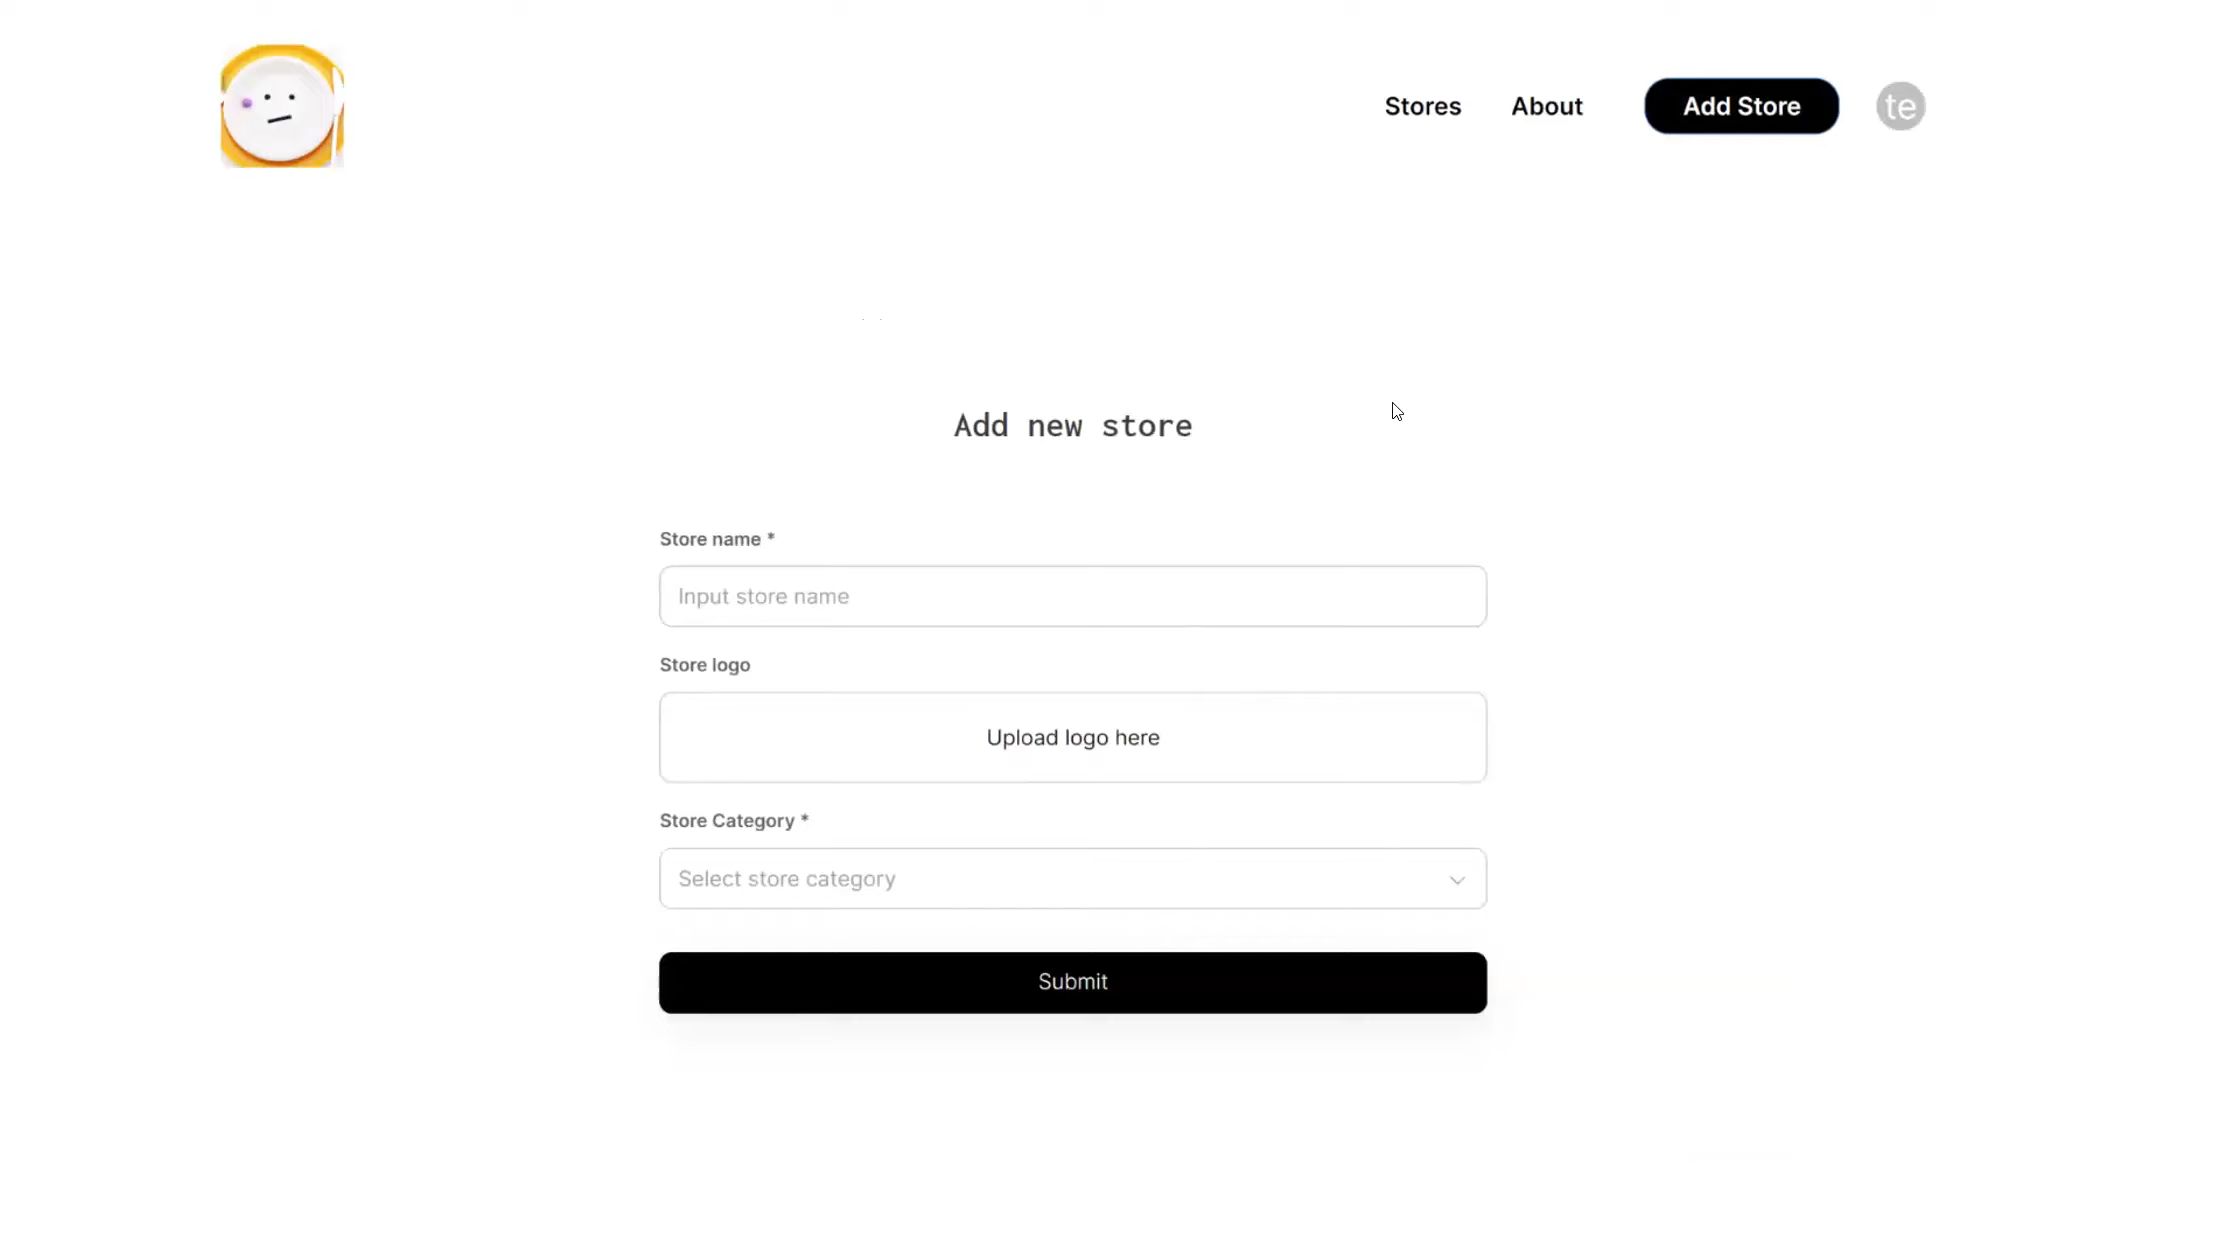 Stores About Add Store te
Add new store
Store name *
Input store name
Store logo
Upload logo here
Store Category *
Select store category
Submit